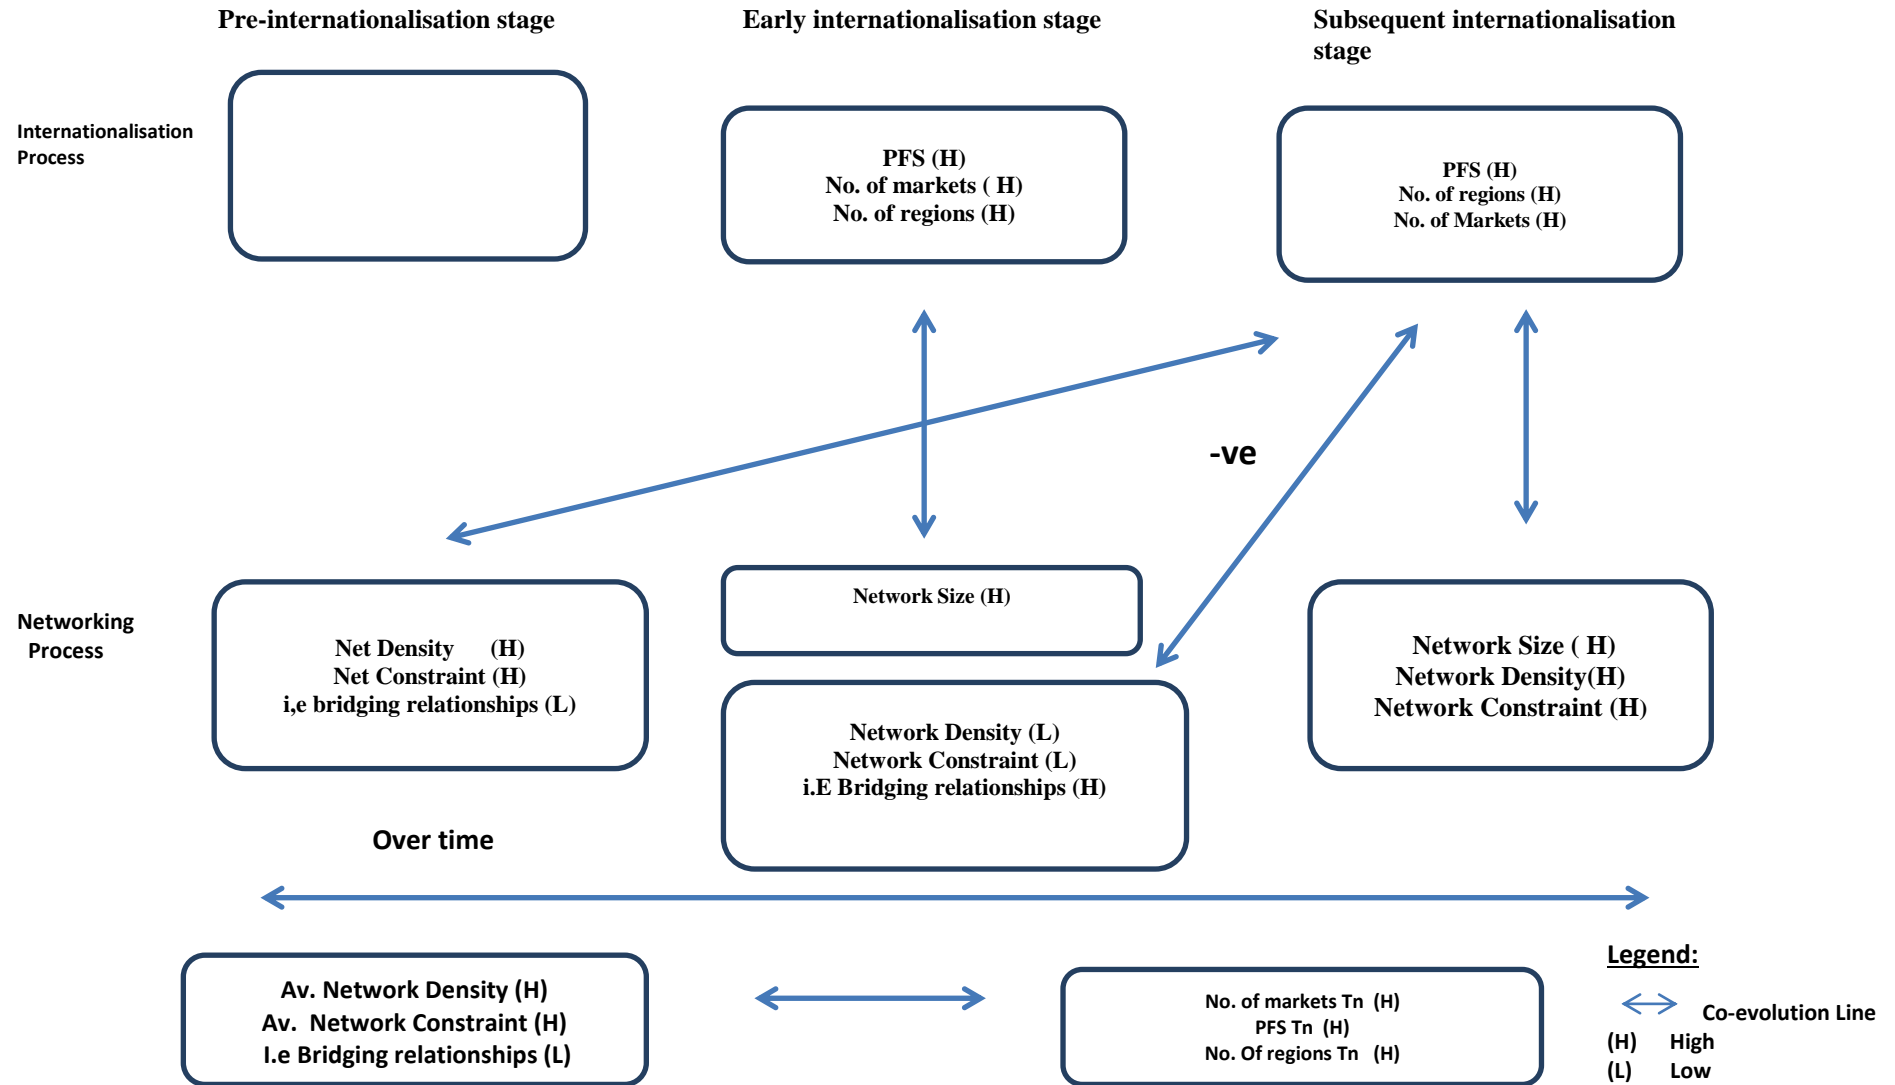 Pre-internationalisation stage
Early internationalisation stage
Subsequent internationalisation
stage
Internationalisation
Process
PFS (H)
No. of markets ( H)
No. of regions (H)
PFS (H)
No. of regions (H)
No. of Markets (H)
-ve
Networking
Process
Net Density (H)
Net Constraint (H)
i,e bridging relationships (L)
Network Size (H)
Network Density (L)
Network Constraint (L)
i.E Bridging relationships (H)
Network Size ( H)
Network Density(H)
Network Constraint (H)
Over time
Av. Network Density (H)
Av. Network Constraint (H)
I.e Bridging relationships (L)
No. of markets Tn (H)
PFS Tn (H)
No. Of regions Tn (H)
Legend:
Co-evolution Line
(H) High
(L) Low